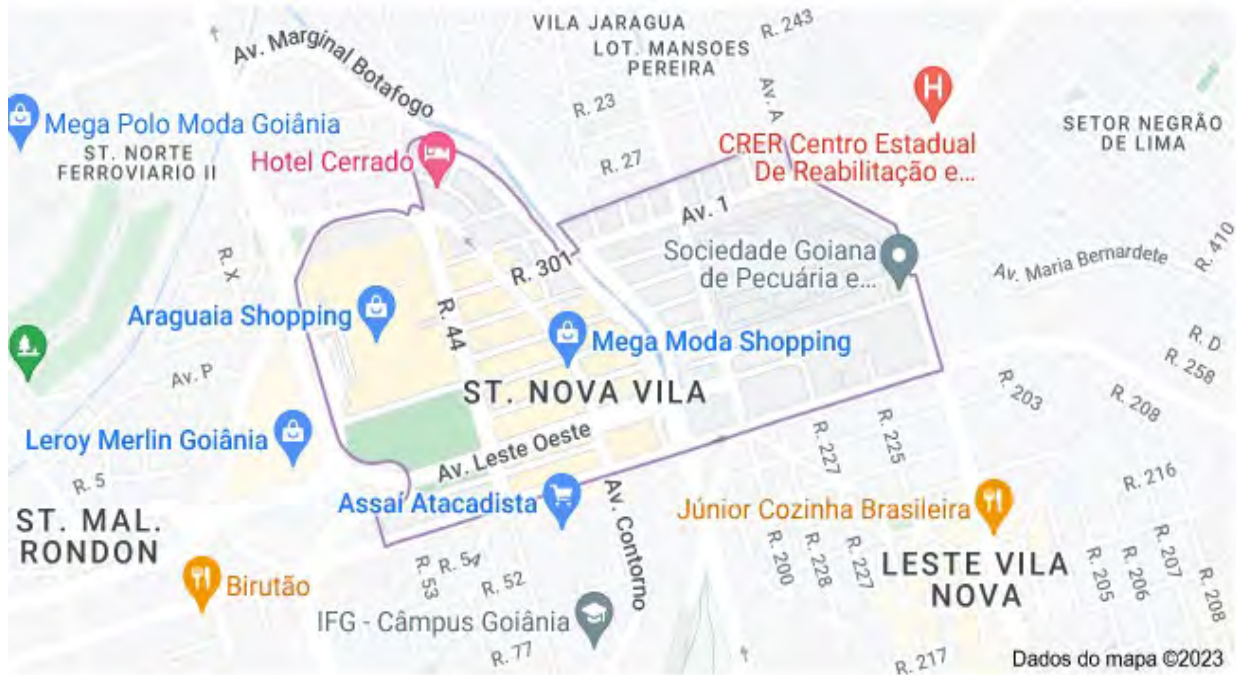 VILA JARAGUA
LOT. MANSOES
PEREIRA
R. 243
Av. Marginal Botafogo
Av. A
R. 23
Mega Polo Moda Goiânia
ST. NORTE
FERROVIARIO II
Hotel Cerrado
R. 27
CRER Centro Estadual
De Reabilitação e...
SETOR NEGRÃO
DE LIMA
Av. 1
R. X
R. 301
Sociedade Goiana
de Pecuária e...
Av. Maria Bernardete
R. 410
Araguaia Shopping
R. 44
Mega Moda Shopping
R. D
R. 258
Av. P
ST. NOVA VILA
R. 203
R. 208
Leroy Merlin Goiânia
Av. Leste Oeste
R. 227
R. 225
R. 5
Assaí Atacadista
Av. Contorno
Júnior Cozinha Brasileira
R. 216
ST. MAL.
RONDON
R. 53
R. 54
R. 52
R. 200
R. 228
R. 227
LESTE VILA
NOVA
R. 205
R. 206
R. 207
R. 208
Birutão
IFG - Câmpus Goiânia
R. 77
R. 217
Dados do mapa ©2023